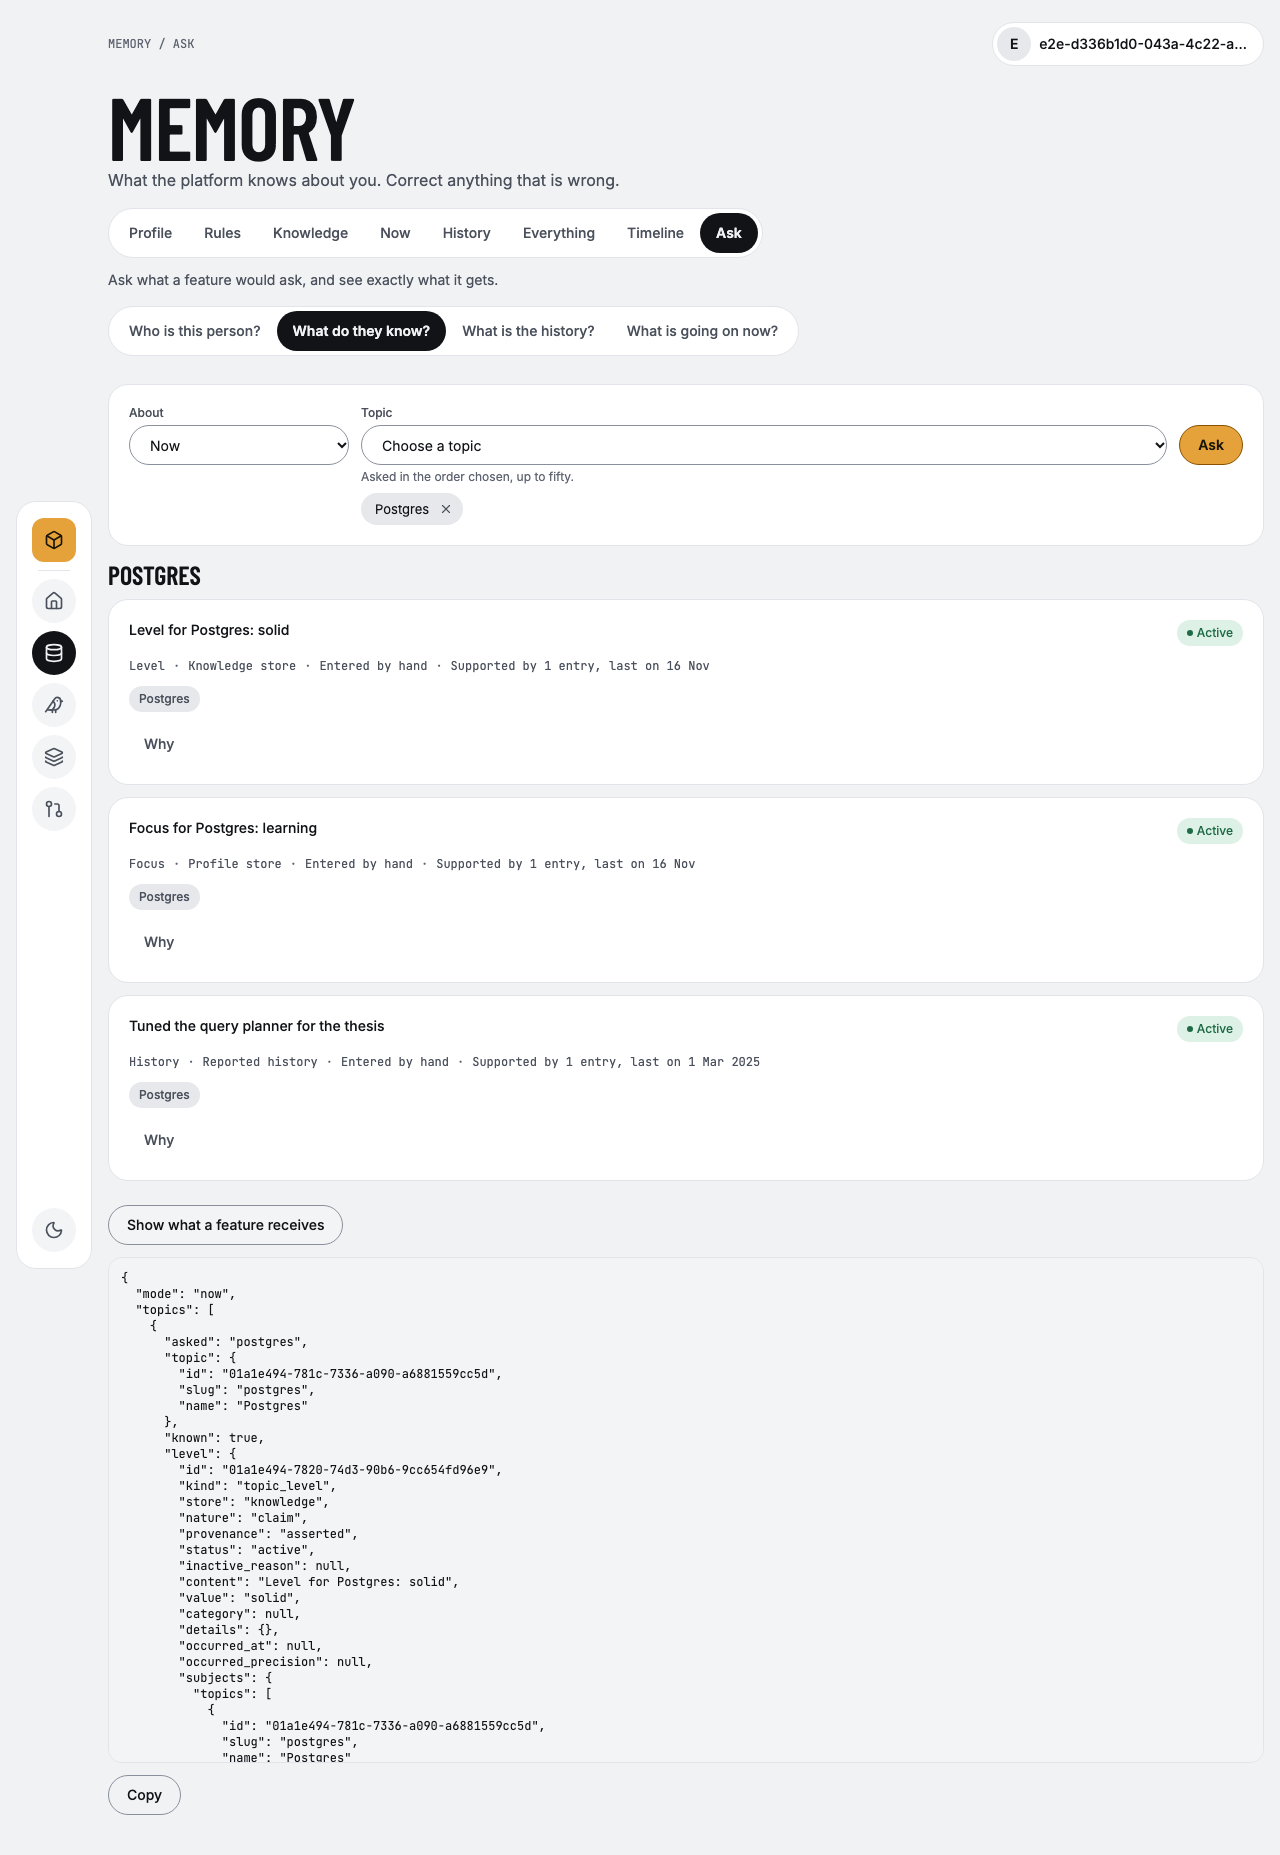 MEMORY / ASK
E e2e-d336b1d0-043a-4c22-a...
MEMORY
What the platform knows about you. Correct anything that is wrong.
Profile Rules Knowledge Now History Everything Timeline Ask
Ask what a feature would ask, and see exactly what it gets.
Who is this person? What do they know? What is the history? What is going on now?
About Topic
Now Choose a topic Ask
Asked in the order chosen, up to fifty.
Postgres ×
POSTGRES
Level for Postgres: solid Active
Level · Knowledge store · Entered by hand · Supported by 1 entry, last on 16 Nov
Postgres
Why
Focus for Postgres: learning Active
Focus · Profile store · Entered by hand · Supported by 1 entry, last on 16 Nov
Postgres
Why
Tuned the query planner for the thesis Active
History · Reported history · Entered by hand · Supported by 1 entry, last on 1 Mar 2025
Postgres
Why
Show what a feature receives
{
  "mode": "now",
  "topics": [
    {
      "asked": "postgres",
      "topic": {
        "id": "01a1e494-781c-7336-a090-a6881559cc5d",
        "slug": "postgres",
        "name": "Postgres"
      },
      "known": true,
      "level": {
        "id": "01a1e494-7820-74d3-90b6-9cc654fd96e9",
        "kind": "topic_level",
        "store": "knowledge",
        "nature": "claim",
        "provenance": "asserted",
        "status": "active",
        "inactive_reason": null,
        "content": "Level for Postgres: solid",
        "value": "solid",
        "category": null,
        "details": {},
        "occurred_at": null,
        "occurred_precision": null,
        "subjects": {
          "topics": [
            {
              "id": "01a1e494-781c-7336-a090-a6881559cc5d",
              "slug": "postgres",
              "name": "Postgres"
Copy